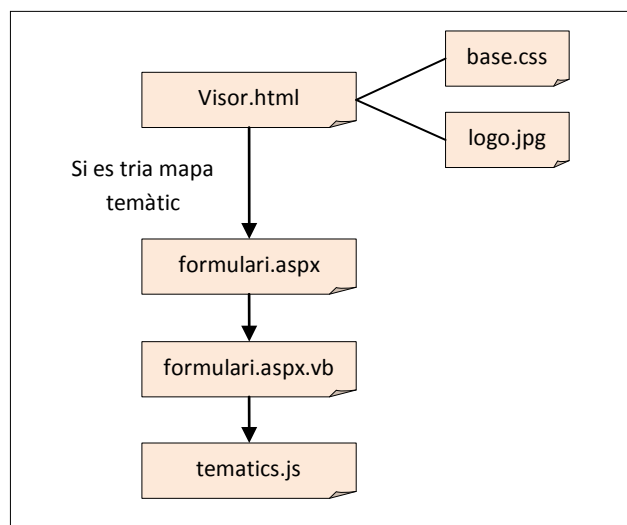 base.css
Visor.html
logo.jpg
Si es tria mapa
temàtic
formulari.aspx
formulari.aspx.vb
tematics.js